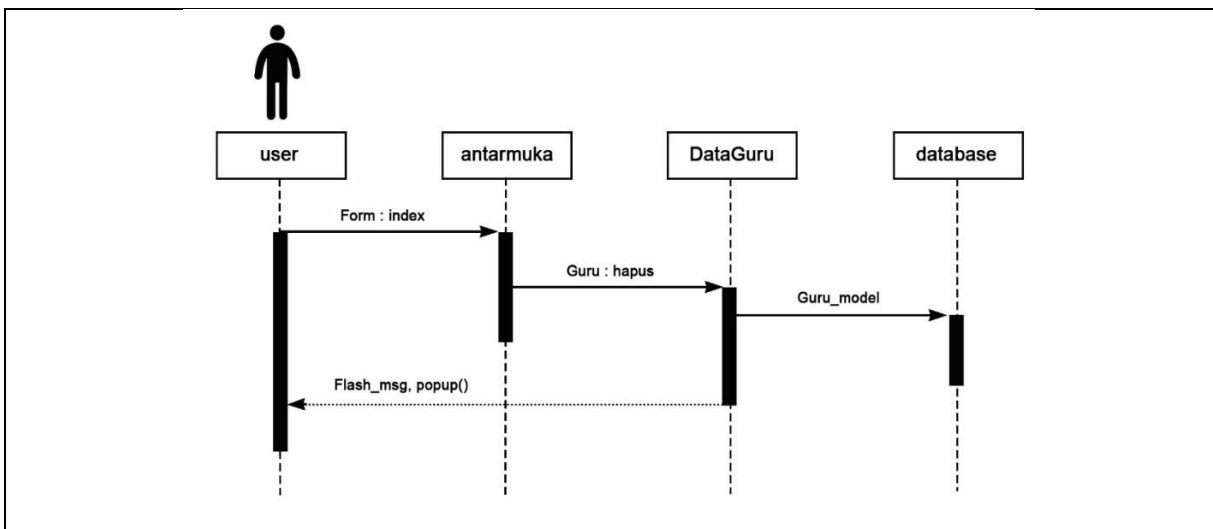 user
antarmuka
DataGuru
database
Form : index
Guru : hapus
Guru_model
Flash_msg, popup()